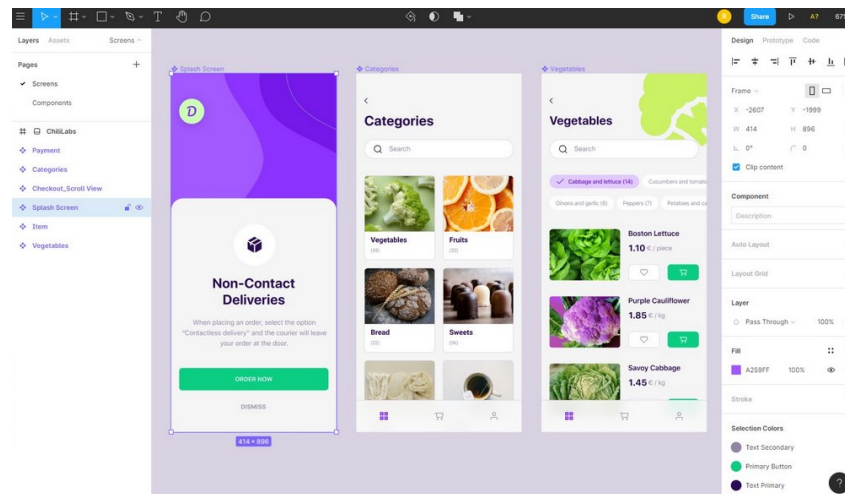 R
Share
A?
67%
Layers
Assets
Screens
Pages
Screens
Components
ChiliLabs
Payment
Categories
Checkout_Scroll View
Splash Screen
Item
Vegetables
Splash Screen
D
Non-Contact
Deliveries
When placing an order, select the option
"Contactless delivery" and the courier will leave
your order at the door.
ORDER NOW
DISMISS
414 × 896
Categories
Categories
Search
Vegetables
Fruits
Bread
Sweets
Vegetables
Vegetables
Search
Cabbage and lettuce (14)
Cucumbers and tomato
Onions and garlic (8)
Peppers (7)
Potatoes and ca
Boston Lettuce
1.10 € / piece
Purple Cauliflower
1.85 € / kg
Savoy Cabbage
1.45 € / kg
Design
Prototype
Code
Frame
X -2607
Y -1999
W 414
H 896
0°
0
Clip content
Component
Description
Auto Layout
Layout Grid
Layer
Pass Through
100%
Fill
A259FF
100%
Stroke
Selection Colors
Text Secondary
Primary Button
Text Primary
?